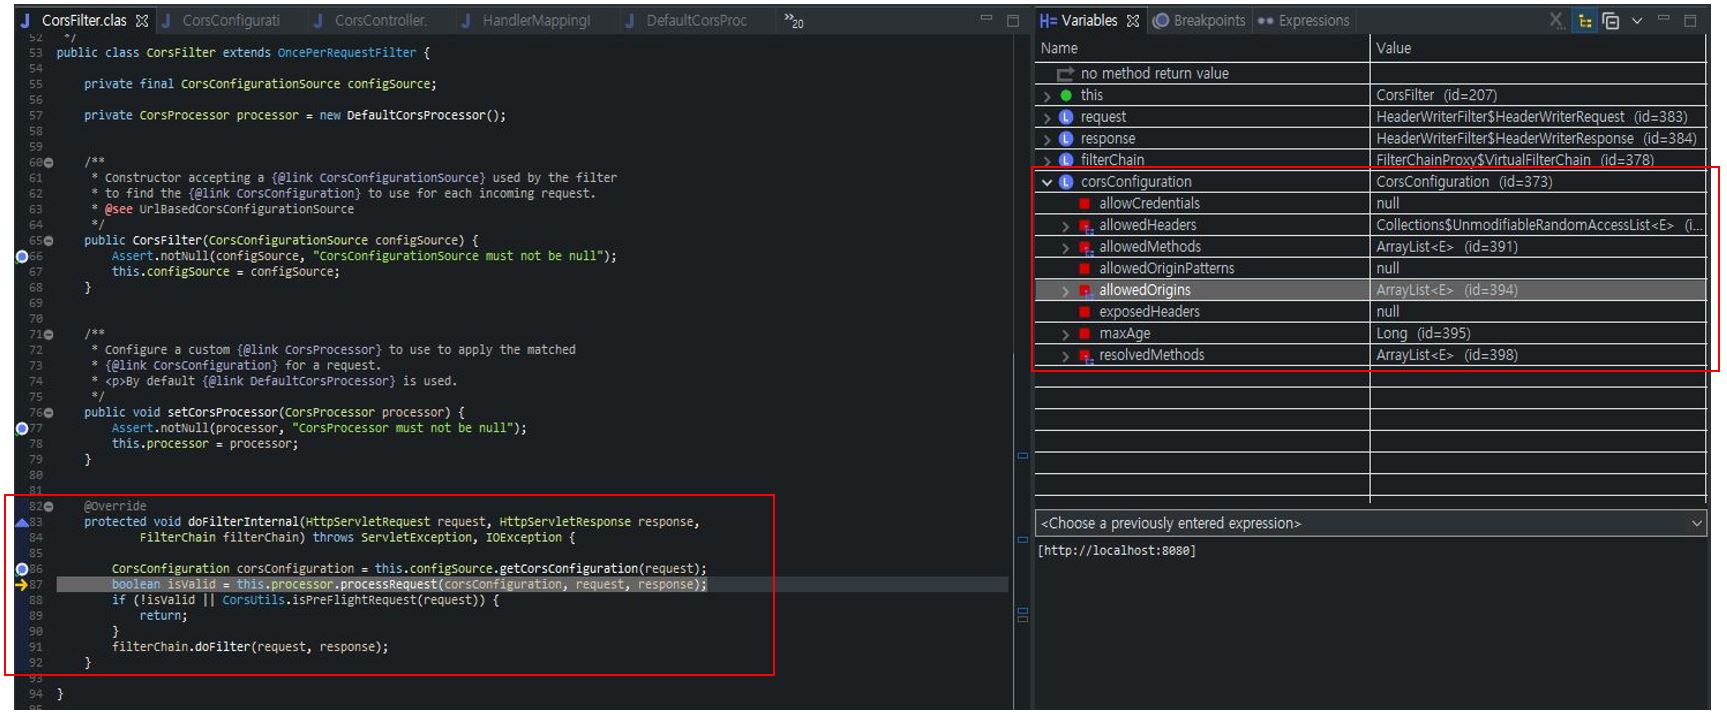 CorsFilter.clas
CorsConfigurati
CorsController.
HandlerMappingI
DefaultCorsProc
»20
52 */
53 public class CorsFilter extends OncePerRequestFilter {
54
55 private final CorsConfigurationSource configSource;
56
57 private CorsProcessor processor = new DefaultCorsProcessor();
58
59
60 /**
61 * Constructor accepting a {@link CorsConfigurationSource} used by the filter
62 * to find the {@link CorsConfiguration} to use for each incoming request.
63 * @see UrlBasedCorsConfigurationSource
64 */
65 public CorsFilter(CorsConfigurationSource configSource) {
66 Assert.notNull(configSource, "CorsConfigurationSource must not be null");
67 this.configSource = configSource;
68 }
69
70
71 /**
72 * Configure a custom {@link CorsProcessor} to use to apply the matched
73 * {@link CorsConfiguration} for a request.
74 * <p>By default {@link DefaultCorsProcessor} is used.
75 */
76 public void setCorsProcessor(CorsProcessor processor) {
77 Assert.notNull(processor, "CorsProcessor must not be null");
78 this.processor = processor;
79 }
80
81
82 @Override
83 protected void doFilterInternal(HttpServletRequest request, HttpServletResponse response,
84 FilterChain filterChain) throws ServletException, IOException {
85
86 CorsConfiguration corsConfiguration = this.configSource.getCorsConfiguration(request);
87 boolean isValid = this.processor.processRequest(corsConfiguration, request, response);
88 if (!isValid || CorsUtils.isPreFlightRequest(request)) {
89 return;
90 }
91 filterChain.doFilter(request, response);
92 }
93
94 }
95
Variables
Breakpoints
Expressions
Name Value
no method return value
this CorsFilter (id=207)
request HeaderWriterFilter$HeaderWriterRequest (id=383)
response HeaderWriterFilter$HeaderWriterResponse (id=384)
filterChain FilterChainProxy$VirtualFilterChain (id=378)
corsConfiguration CorsConfiguration (id=373)
allowCredentials null
allowedHeaders Collections$UnmodifiableRandomAccessList<E> (i...
allowedMethods ArrayList<E> (id=391)
allowedOriginPatterns null
allowedOrigins ArrayList<E> (id=394)
exposedHeaders null
maxAge Long (id=395)
resolvedMethods ArrayList<E> (id=398)
<Choose a previously entered expression>
[http://localhost:8080]